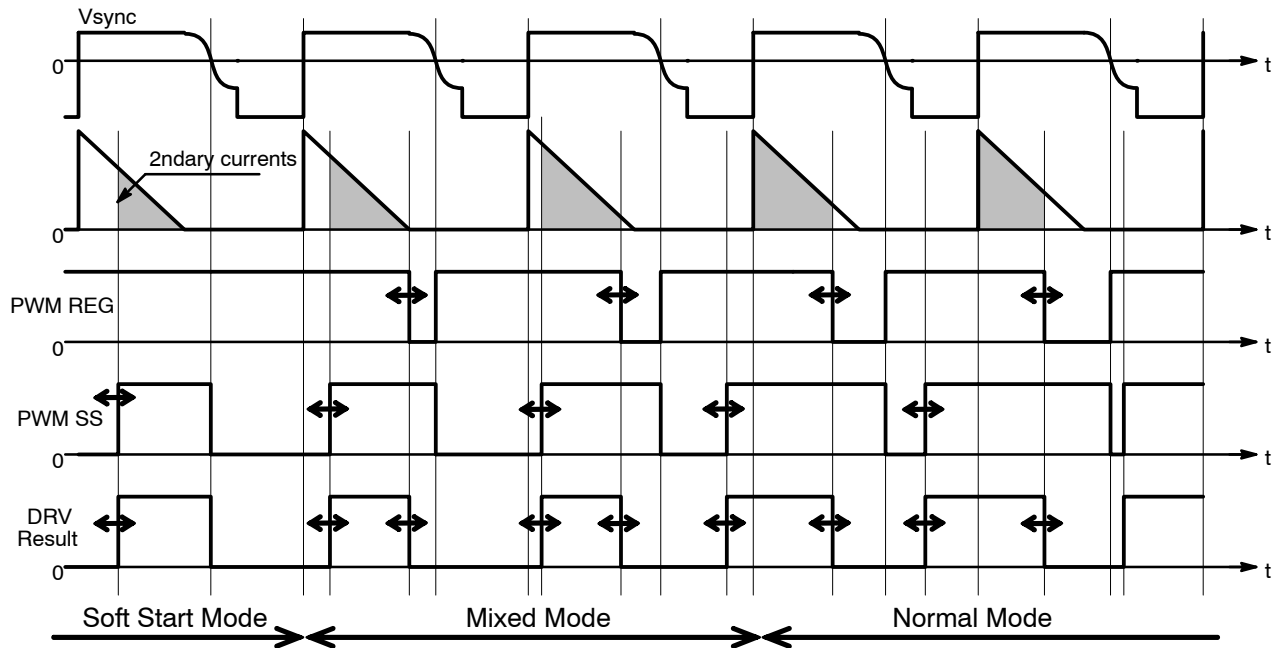 Vsync
0
t
2ndary currents
0
t
PWM REG
0
t
PWM SS
0
t
DRV
Result
0
t
Soft Start Mode
Mixed Mode
Normal Mode